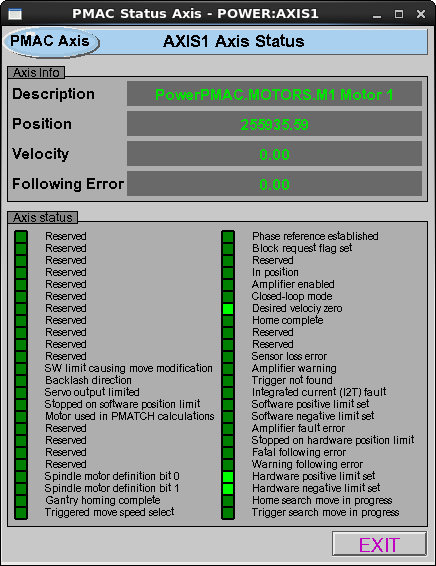 PMAC Status Axis - POWER:AXIS1
PMAC Axis AXIS1 Axis Status
Axis Info
Description PowerPMAC.MOTORS.M1 Motor 1
Position 255935.59
Velocity 0.00
Following Error 0.00
Axis status
Reserved Phase reference established
Reserved Block request flag set
Reserved Reserved
Reserved In position
Reserved Amplifier enabled
Reserved Closed-loop mode
Reserved Desired velociy zero
Reserved Home complete
Reserved Reserved
Reserved Reserved
Reserved Sensor loss error
SW limit causing move modification Amplifier warning
Backlash direction Trigger not found
Servo output limited Integrated current (I2T) fault
Stopped on software position limit Software positive limit set
Motor used in PMATCH calculations Software negative limit set
Reserved Amplifier fault error
Reserved Stopped on hardware position limit
Reserved Fatal following error
Reserved Warning following error
Spindle motor definition bit 0 Hardware positive limit set
Spindle motor definition bit 1 Hardware negative limit set
Gantry homing complete Home search move in progress
Triggered move speed select Trigger search move in progress
EXIT